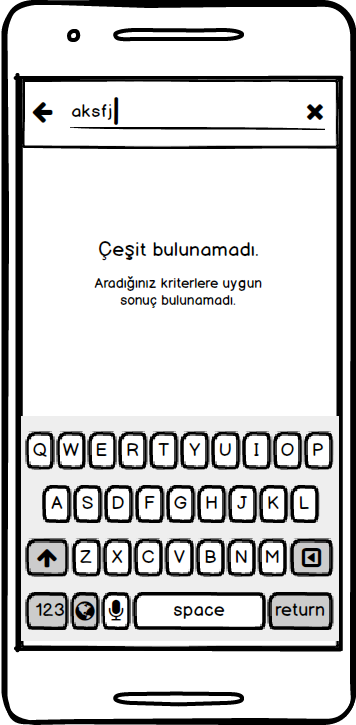 aksfj
Çeşit bulunamadı.
Aradığınız kriterlere uygun
sonuç bulunamadı.
Q W E R T Y U I O P
A S D F G H J K L
Z X C V B N M
123 space return